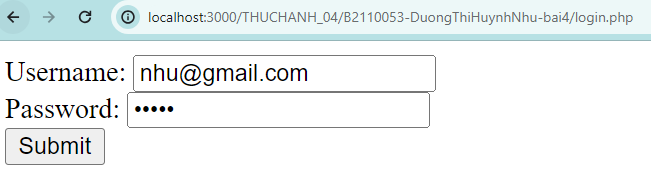 localhost:3000/THUCHANH_04/B2110053-DuongThiHuynhNhu-bai4/login.php
Username: nhu@gmail.com
Password: •••••
Submit